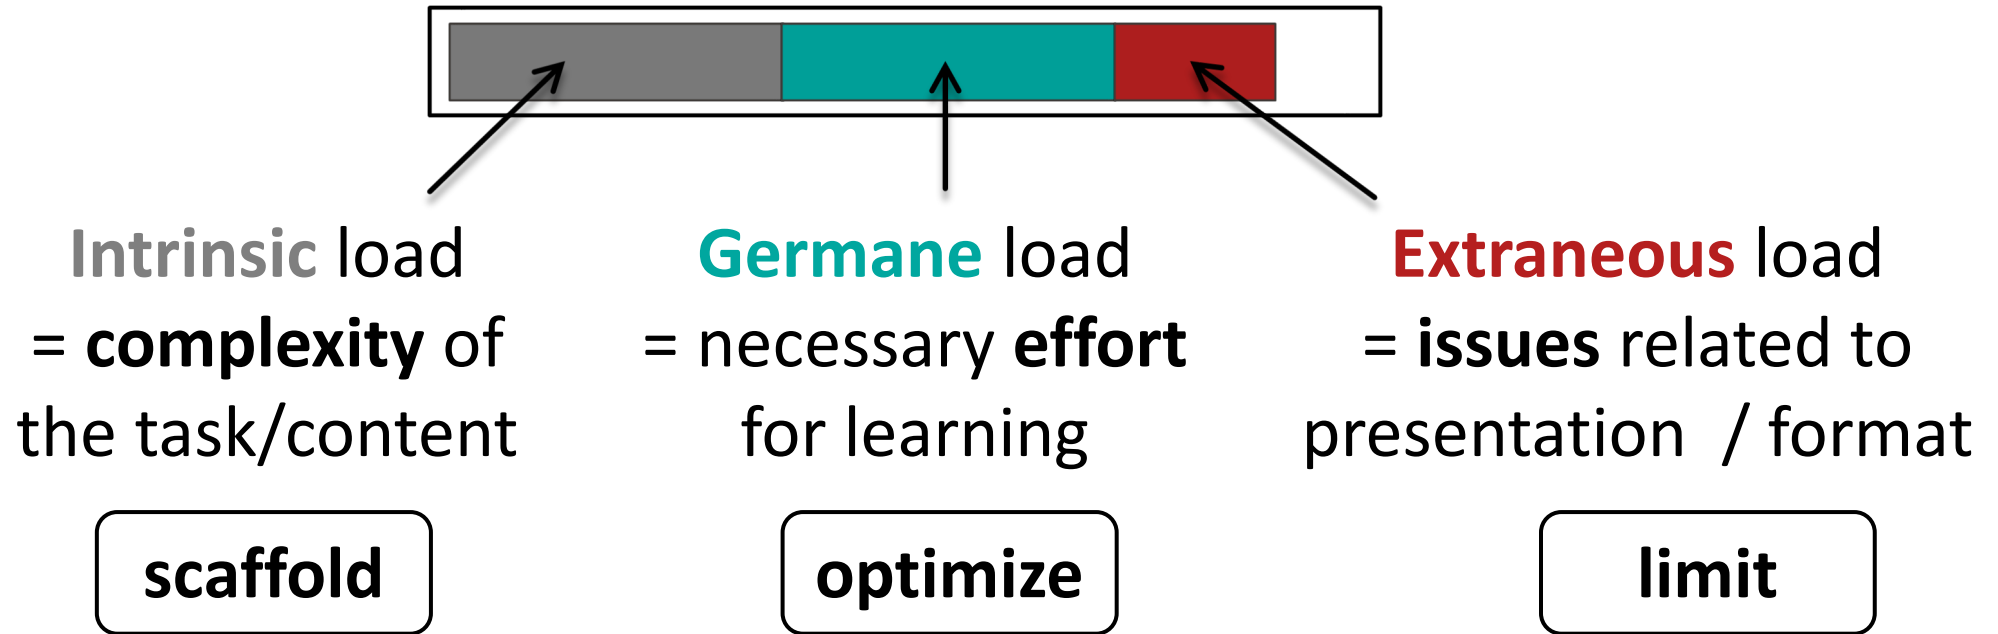 Intrinsic load
= complexity of
the task/content
scaffold
Germane load
= necessary effort
for learning
optimize
Extraneous load
= issues related to
presentation / format
limit